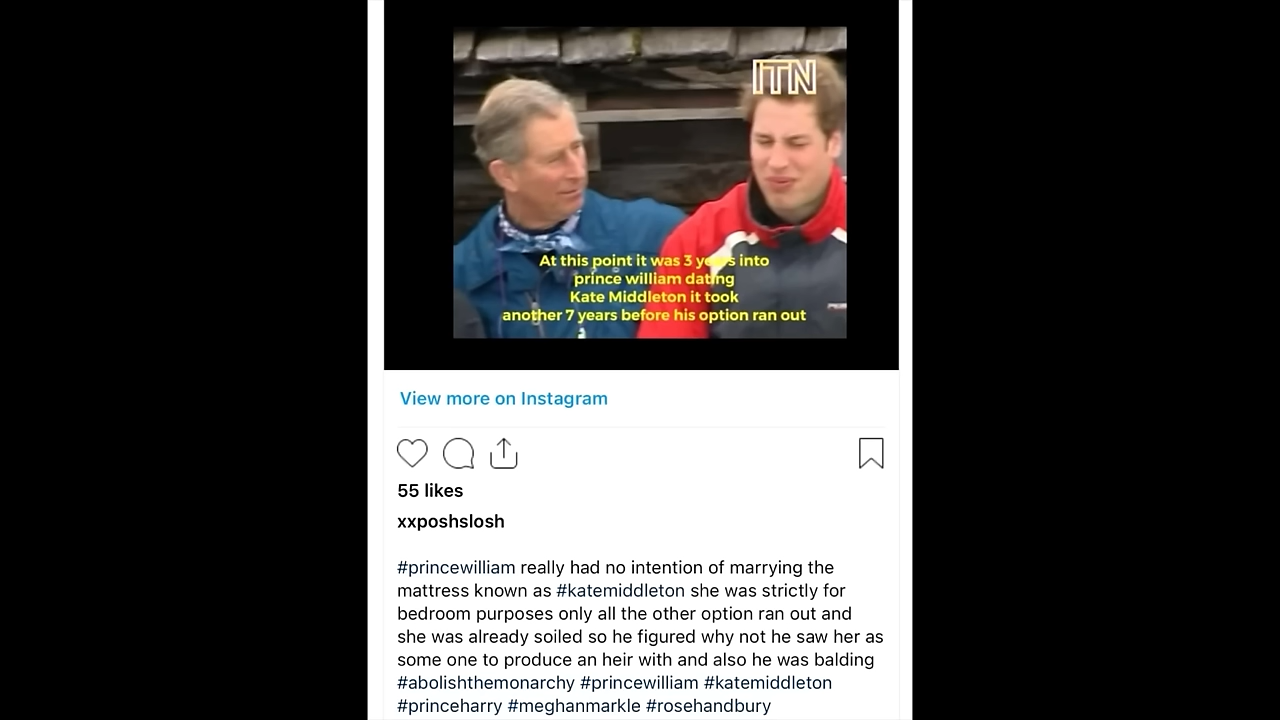 ITN
At this point it was 3 years into
prince william dating
Kate Middleton it took
another 7 years before his option ran out
View more on Instagram
55 likes
xxposhslosh
#princewilliam really had no intention of marrying the
mattress known as #katemiddleton she was strictly for
bedroom purposes only all the other option ran out and
she was already soiled so he figured why not he saw her as
some one to produce an heir with and also he was balding
#abolishthemonarchy #princewilliam #katemiddleton
#princeharry #meghanmarkle #rosehandbury